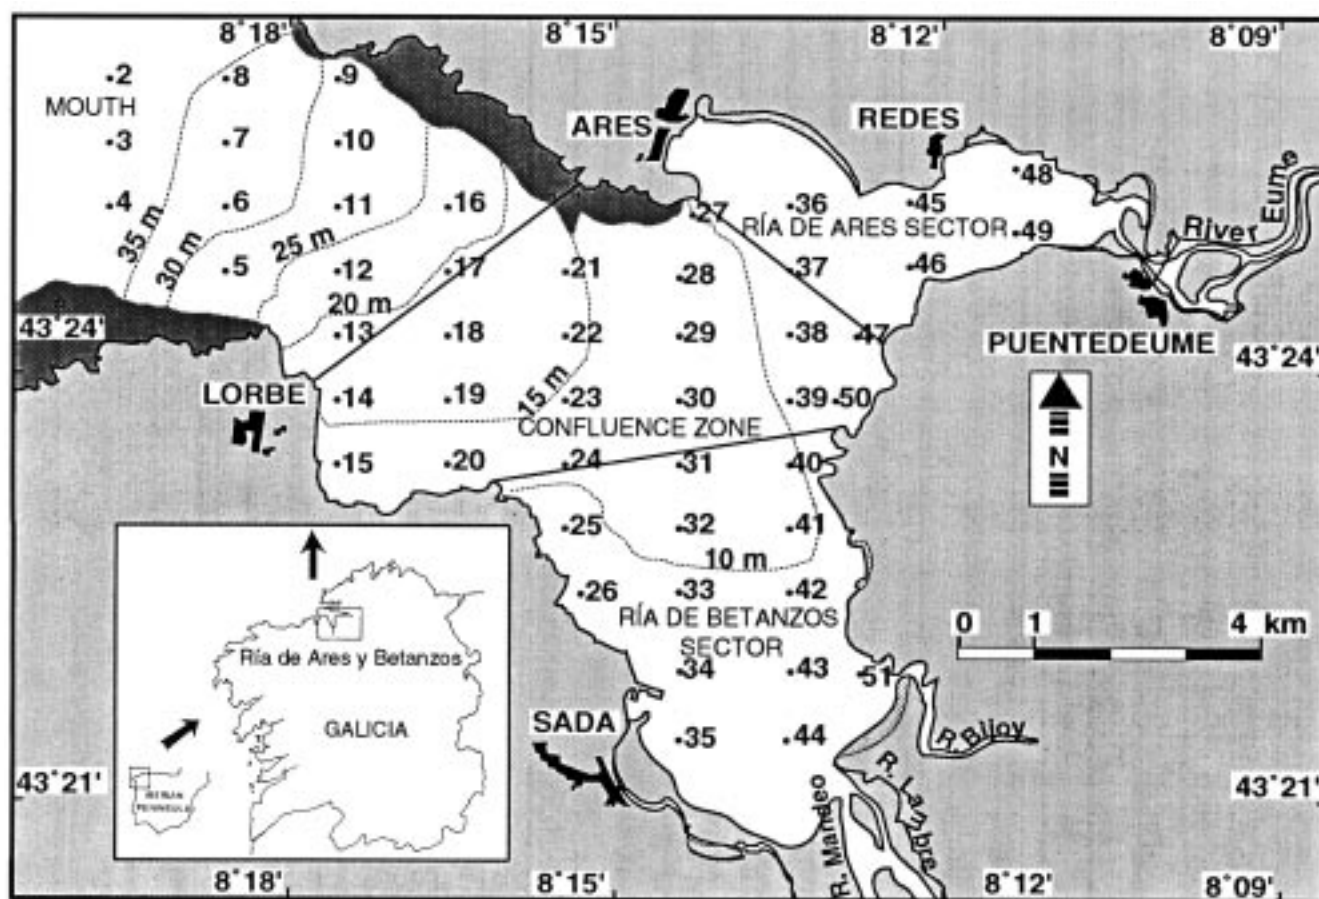 8°18' 8°15' 8°12' 8°09'
2 8 9
MOUTH
ARES REDES
3 7 10
48
4 6 11 16 27 36 45
35 m 30 m 25 m
RÍA DE ARES SECTOR 49
River Eume
5 12 17 21 28 37 46
20 m
43°24' 13 18 22 29 38 47
PUENTEDEUME
43°24'
LORBE 14 19 15 m 23 30 39 50
CONFLUENCE ZONE
15 20 24 31 40
N
25 32 41
10 m
26 33 42
RÍA DE BETANZOS
SECTOR
0 1 4 km
Ría de Ares y Betanzos
34 43 51
GALICIA
SADA
35 44
R. Bijoy
R. Lambre
R. Mandeo
IBERIAN
PENINSULA
43°21' 43°21'
8°18' 8°15' 8°12' 8°09'